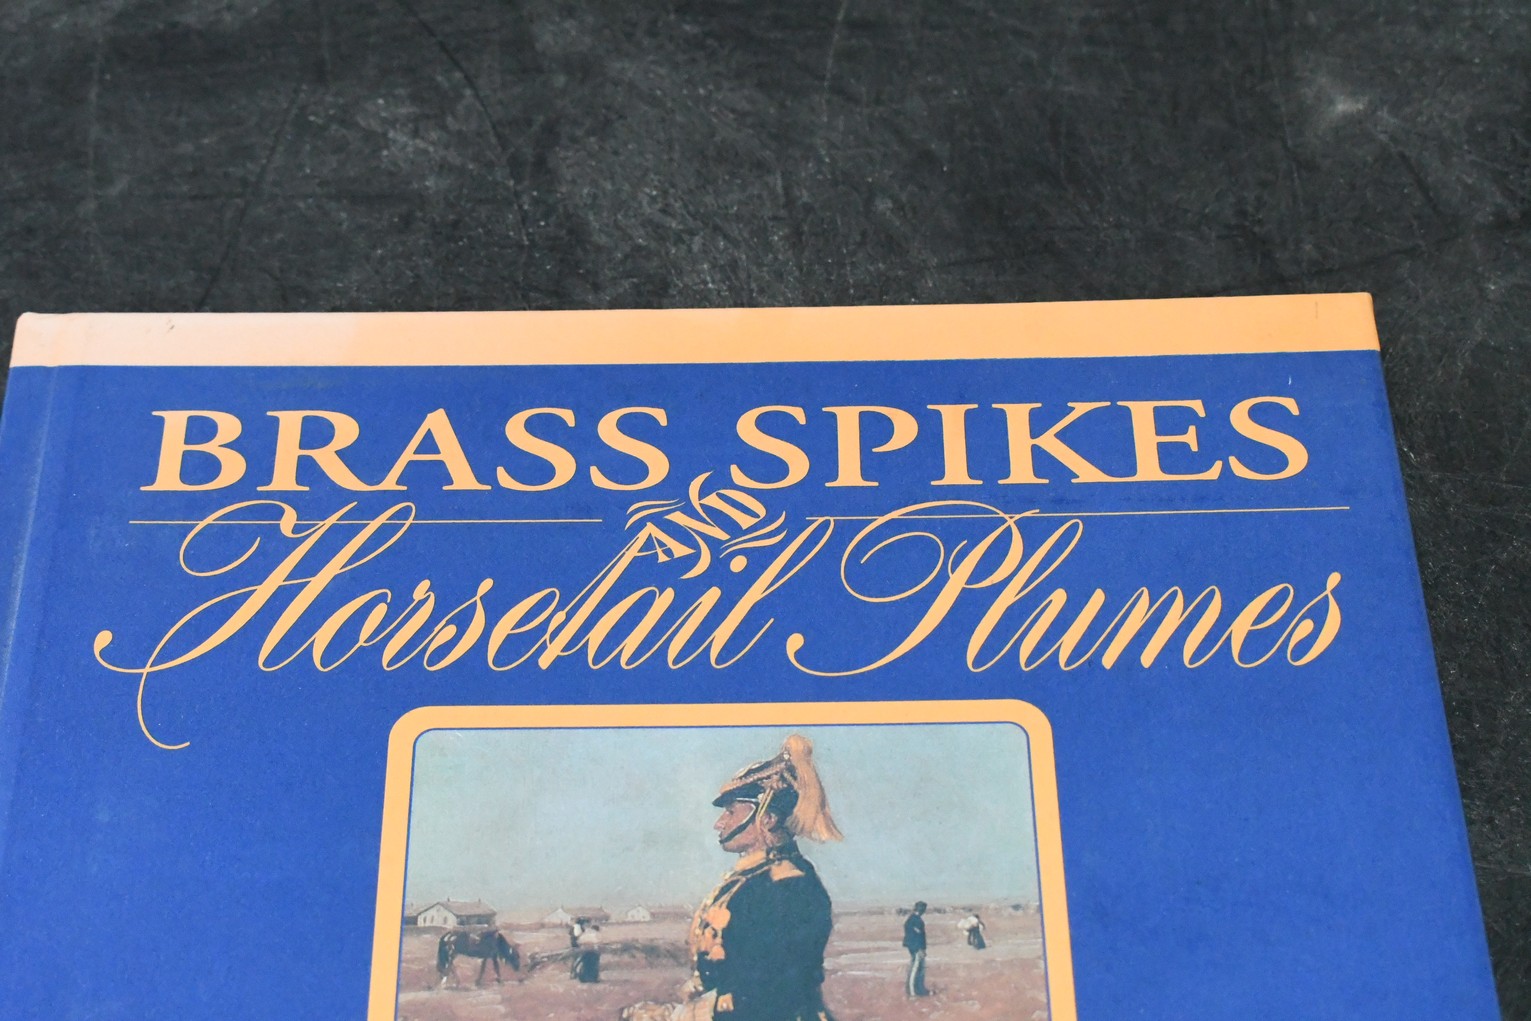 BRASS SPIKES
AND
Horsetail Plumes